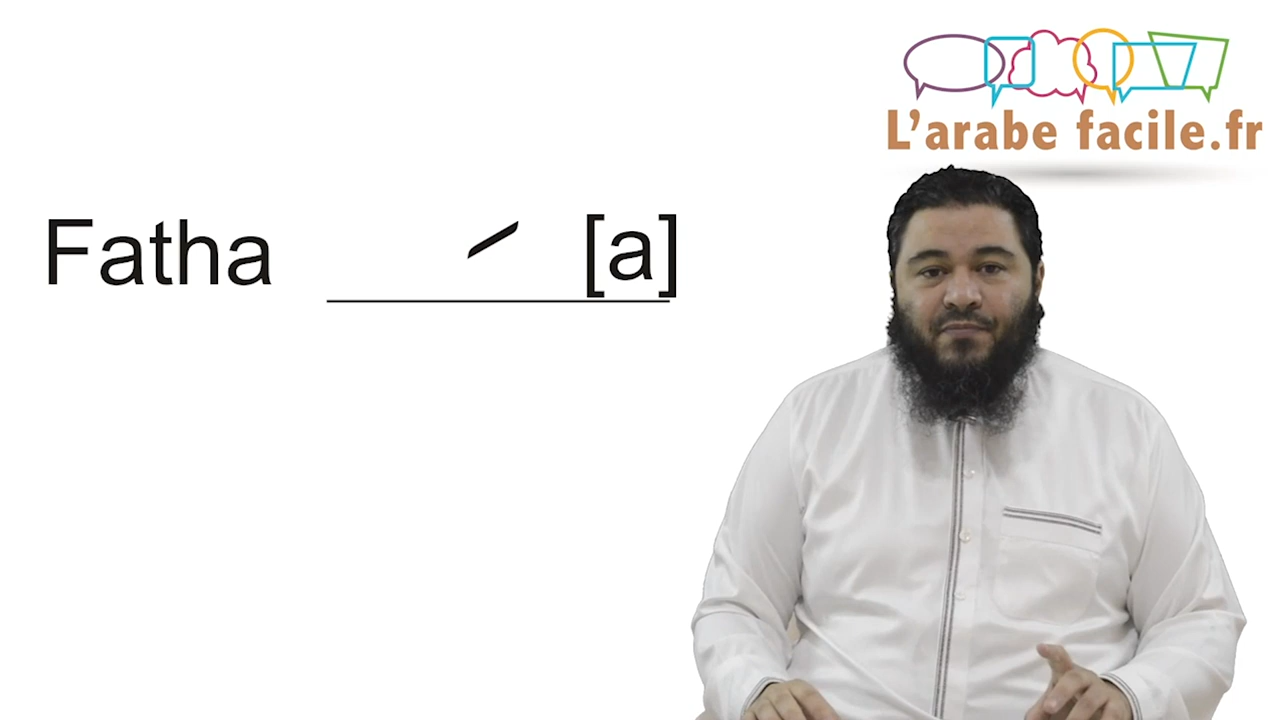 L'arabe facile.fr
Fatha َ [a]